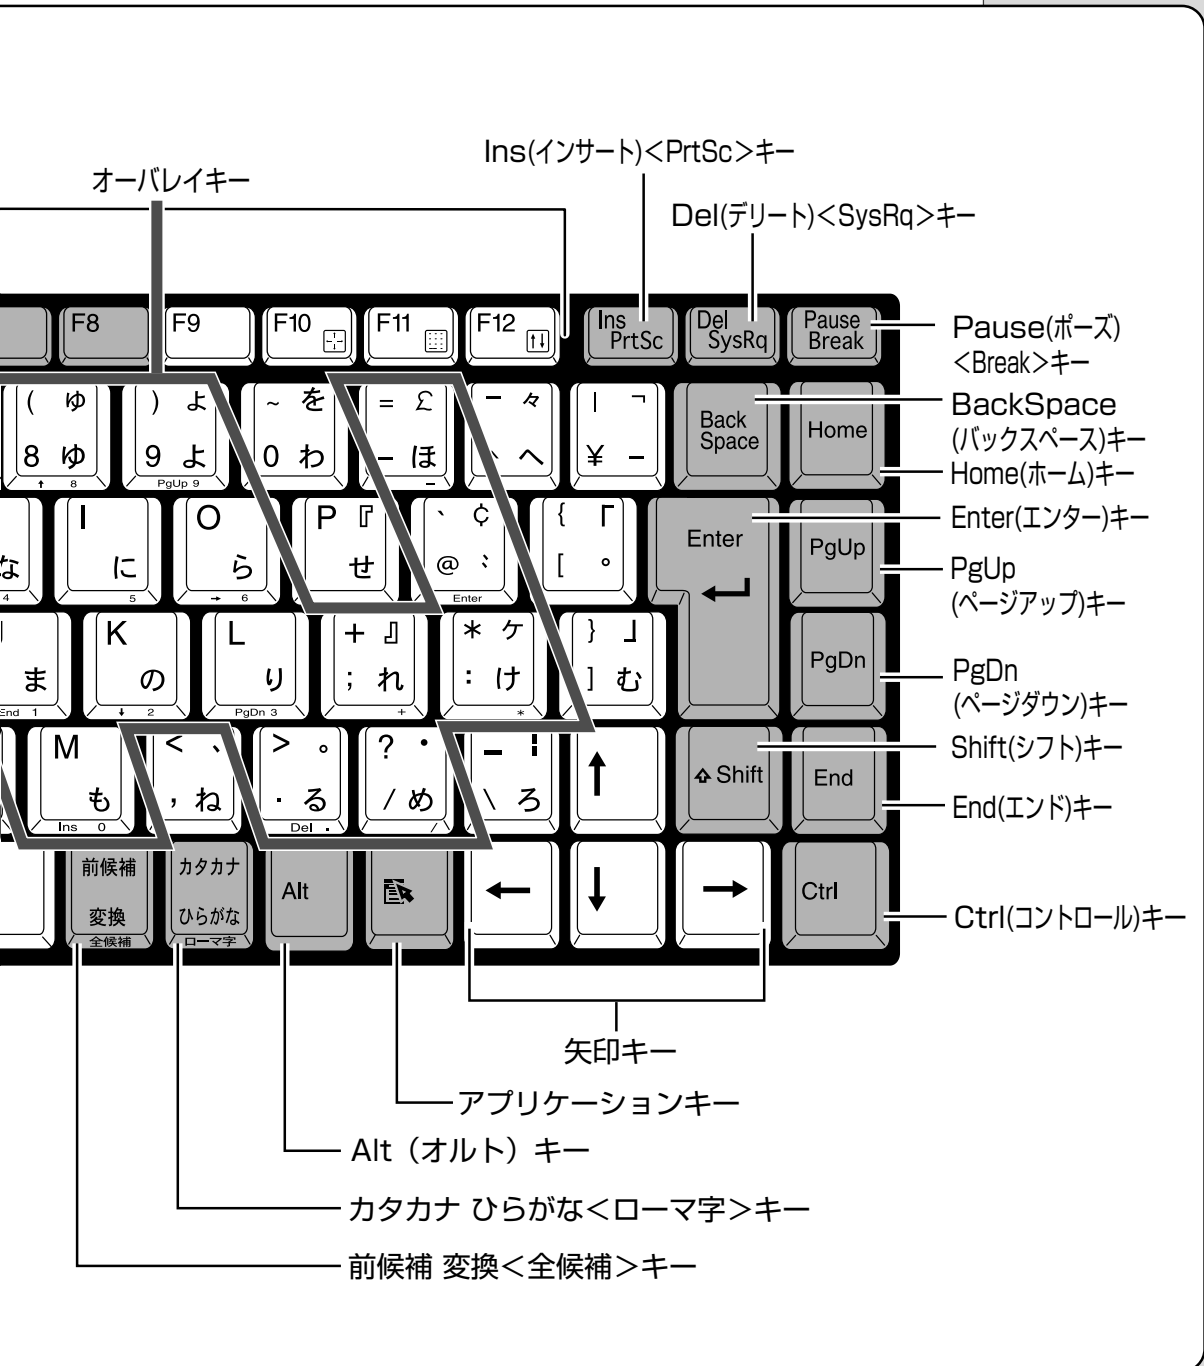 Ins(インサート)<PrtSc>キー
オーバレイキー
Del(デリート)<SysRq>キー
F8 F9 F10 F11 F12 Ins PrtSc Del SysRq Pause Break
Pause(ポーズ)
<Break>キー
( ゆ ) よ ~ を = £ − 々 | ¬
8 ゆ 9 よ 0 わ − ほ へ ¥ −
↑ 8 PgUp 9 −
Back Space
Home
BackSpace
(バックスペース)キー
Home(ホーム)キー
I O P 『 ` ¢ { 「
な に ら せ @ ゛ [ ゜
4 5 → 6 Enter
Enter
PgUp
Enter(エンター)キー
PgUp
(ページアップ)キー
K L + 』 * ケ } 」
ま の り ; れ : け ] む
End 1 ↓ 2 PgDn 3 + *
PgDn
PgDn
(ページダウン)キー
M < 、 > 。 ? ・ _ !
も , ね . る / め \ ろ
Ins 0 Del . /
↑
Shift
End
Shift(シフト)キー
End(エンド)キー
前候補
変換
全候補
カタカナ
ひらがな
ローマ字
Alt
← ↓ →
Ctrl
Ctrl(コントロール)キー
矢印キー
アプリケーションキー
Alt(オルト)キー
カタカナ ひらがな<ローマ字>キー
前候補 変換<全候補>キー